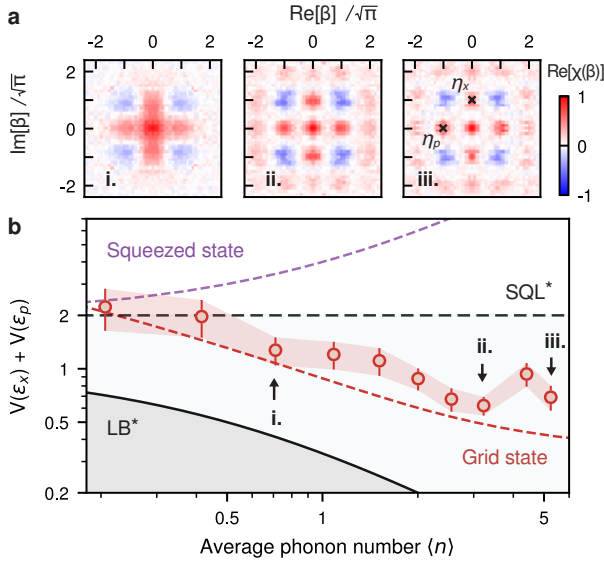 a
Re[β] /√π
-2 0 2 -2 0 2 -2 0 2
Im[β] /√π
2
0
-2
i.
ii.
iii.
η_x
η_p
Re[χ(β)]
1
0
-1
b
V(ε_x) + V(ε_p)
2
1
0.5
0.2
Squeezed state
SQL*
ii.
iii.
i.
LB*
Grid state
0.5 1 5
Average phonon number ⟨n⟩